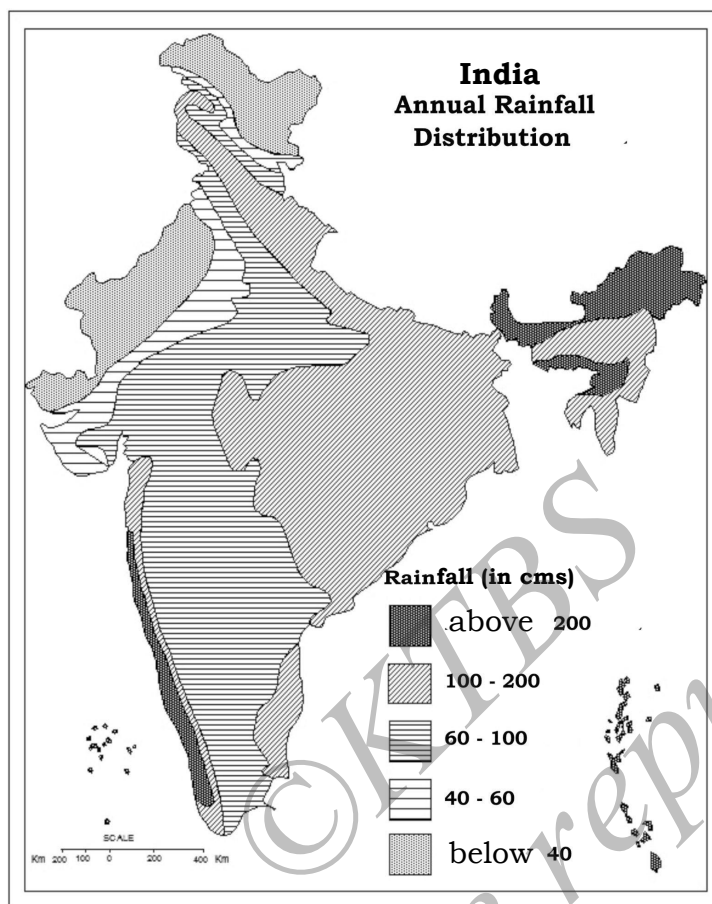 India
Annual Rainfall
Distribution
Rainfall (in cms)
above 200
100 - 200
60 - 100
40 - 60
below 40
SCALE
Km 200 100 0 200 400 Km
©KTBS
repu